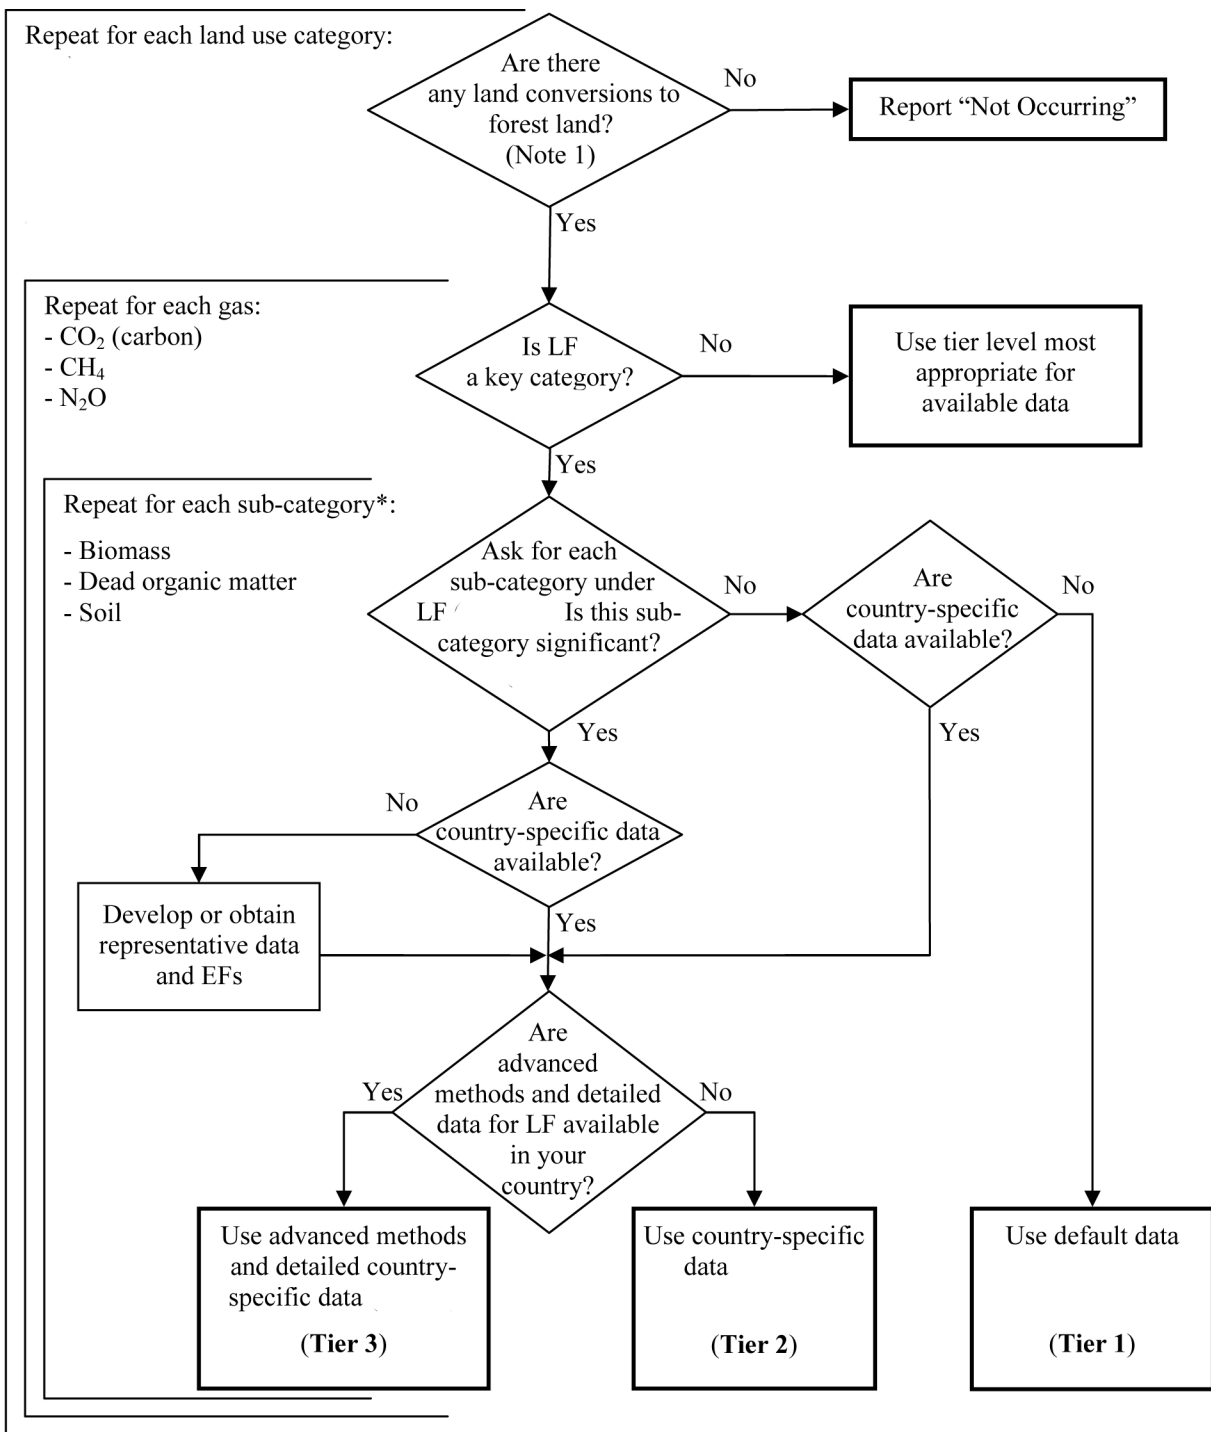 Repeat for each land use category:
Are there
any land conversions to
forest land?
(Note 1)
No
Report “Not Occurring”
Yes
Repeat for each gas:
- CO₂ (carbon)
- CH₄
- N₂O
Is LF
a key category?
No
Use tier level most
appropriate for
available data
Yes
Repeat for each sub-category*:
- Biomass
- Dead organic matter
- Soil
Ask for each
sub-category under
LF Is this sub-
category significant?
No
Are
country-specific
data available?
No
Yes
Yes
No
Are
country-specific data
available?
Develop or obtain
representative data
and EFs
Yes
Are
advanced
methods and detailed
data for LF available
in your
country?
Yes
No
Use advanced methods
and detailed country-
specific data
(Tier 3)
Use country-specific
data
(Tier 2)
Use default data
(Tier 1)